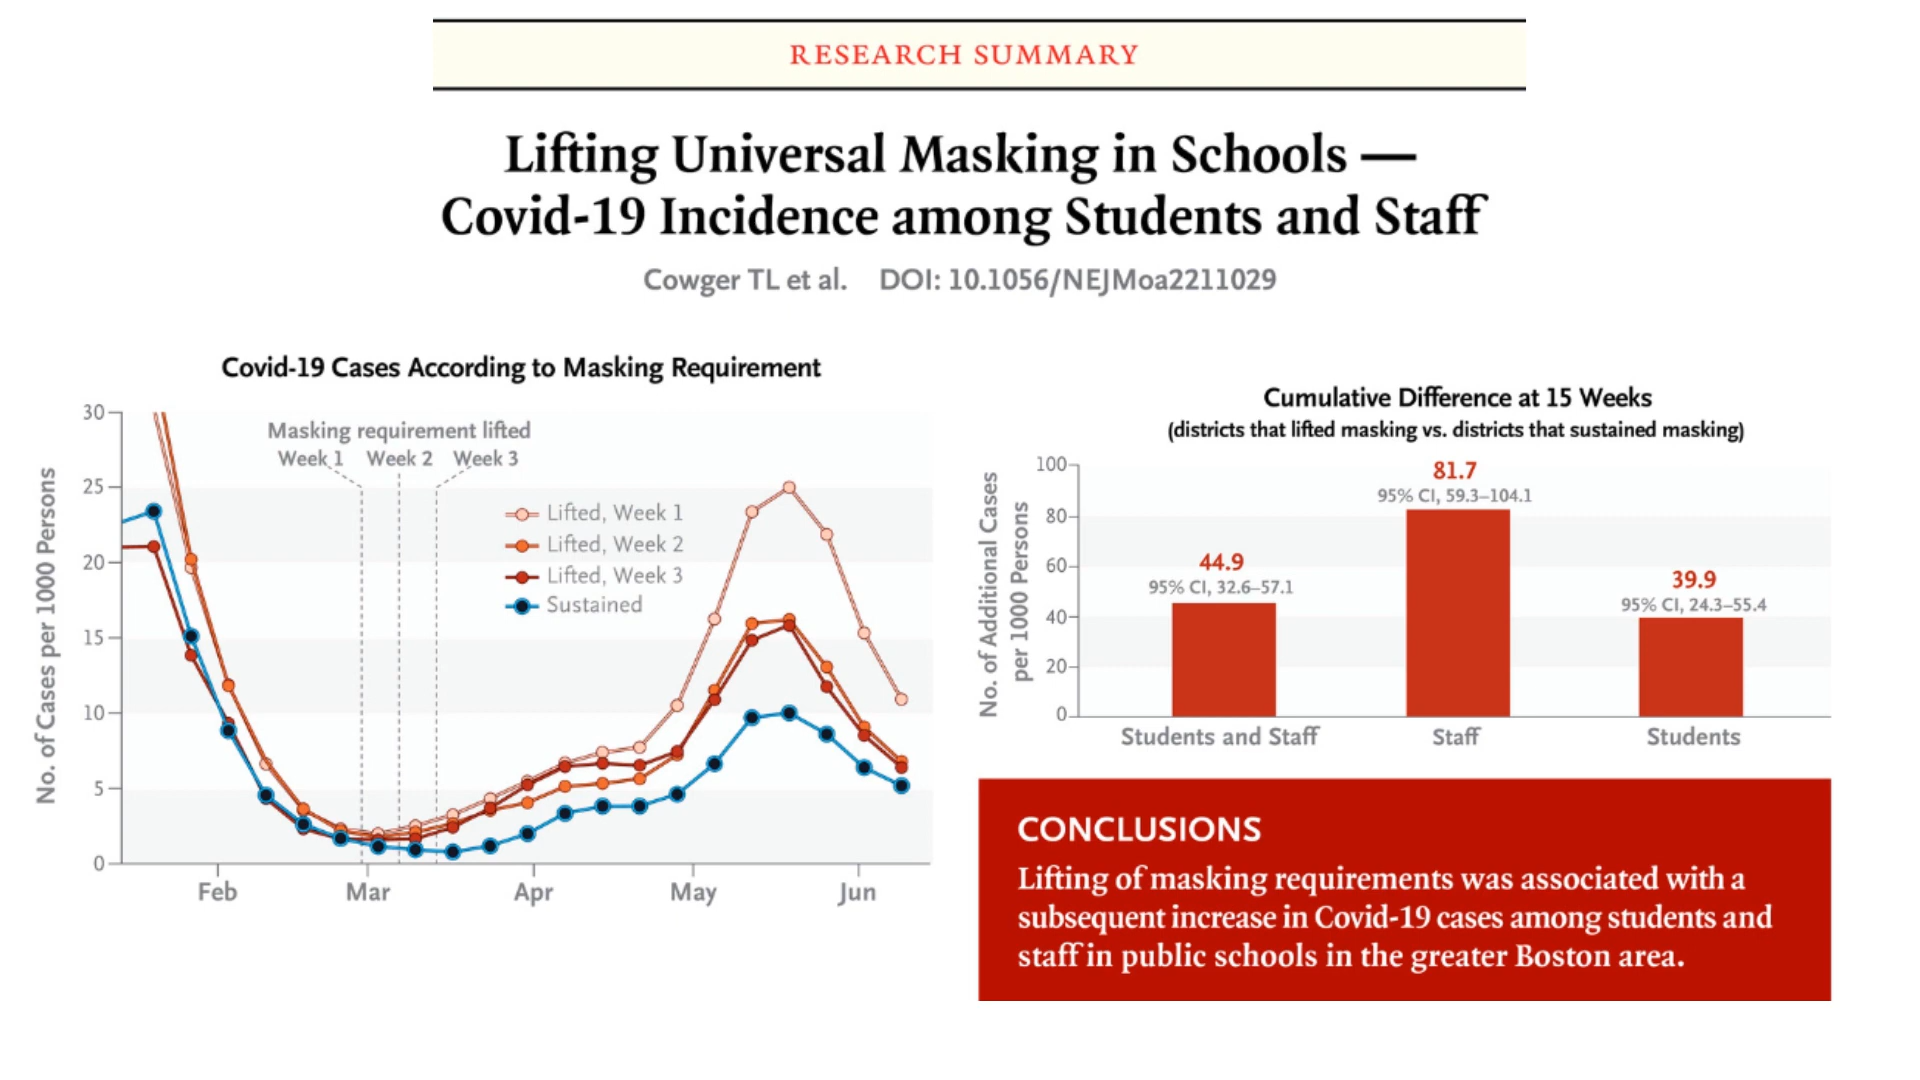 RESEARCH SUMMARY
Lifting Universal Masking in Schools —
Covid-19 Incidence among Students and Staff
Cowger TL et al. DOI: 10.1056/NEJMoa2211029
Covid-19 Cases According to Masking Requirement
No. of Cases per 1000 Persons
30
25
20
15
10
5
0
Masking requirement lifted
Week 1 Week 2 Week 3
Lifted, Week 1
Lifted, Week 2
Lifted, Week 3
Sustained
Feb Mar Apr May Jun
Cumulative Difference at 15 Weeks
(districts that lifted masking vs. districts that sustained masking)
No. of Additional Cases
per 1000 Persons
100
80
60
40
20
0
44.9
95% CI, 32.6–57.1
81.7
95% CI, 59.3–104.1
39.9
95% CI, 24.3–55.4
Students and Staff Staff Students
CONCLUSIONS
Lifting of masking requirements was associated with a
subsequent increase in Covid-19 cases among students and
staff in public schools in the greater Boston area.